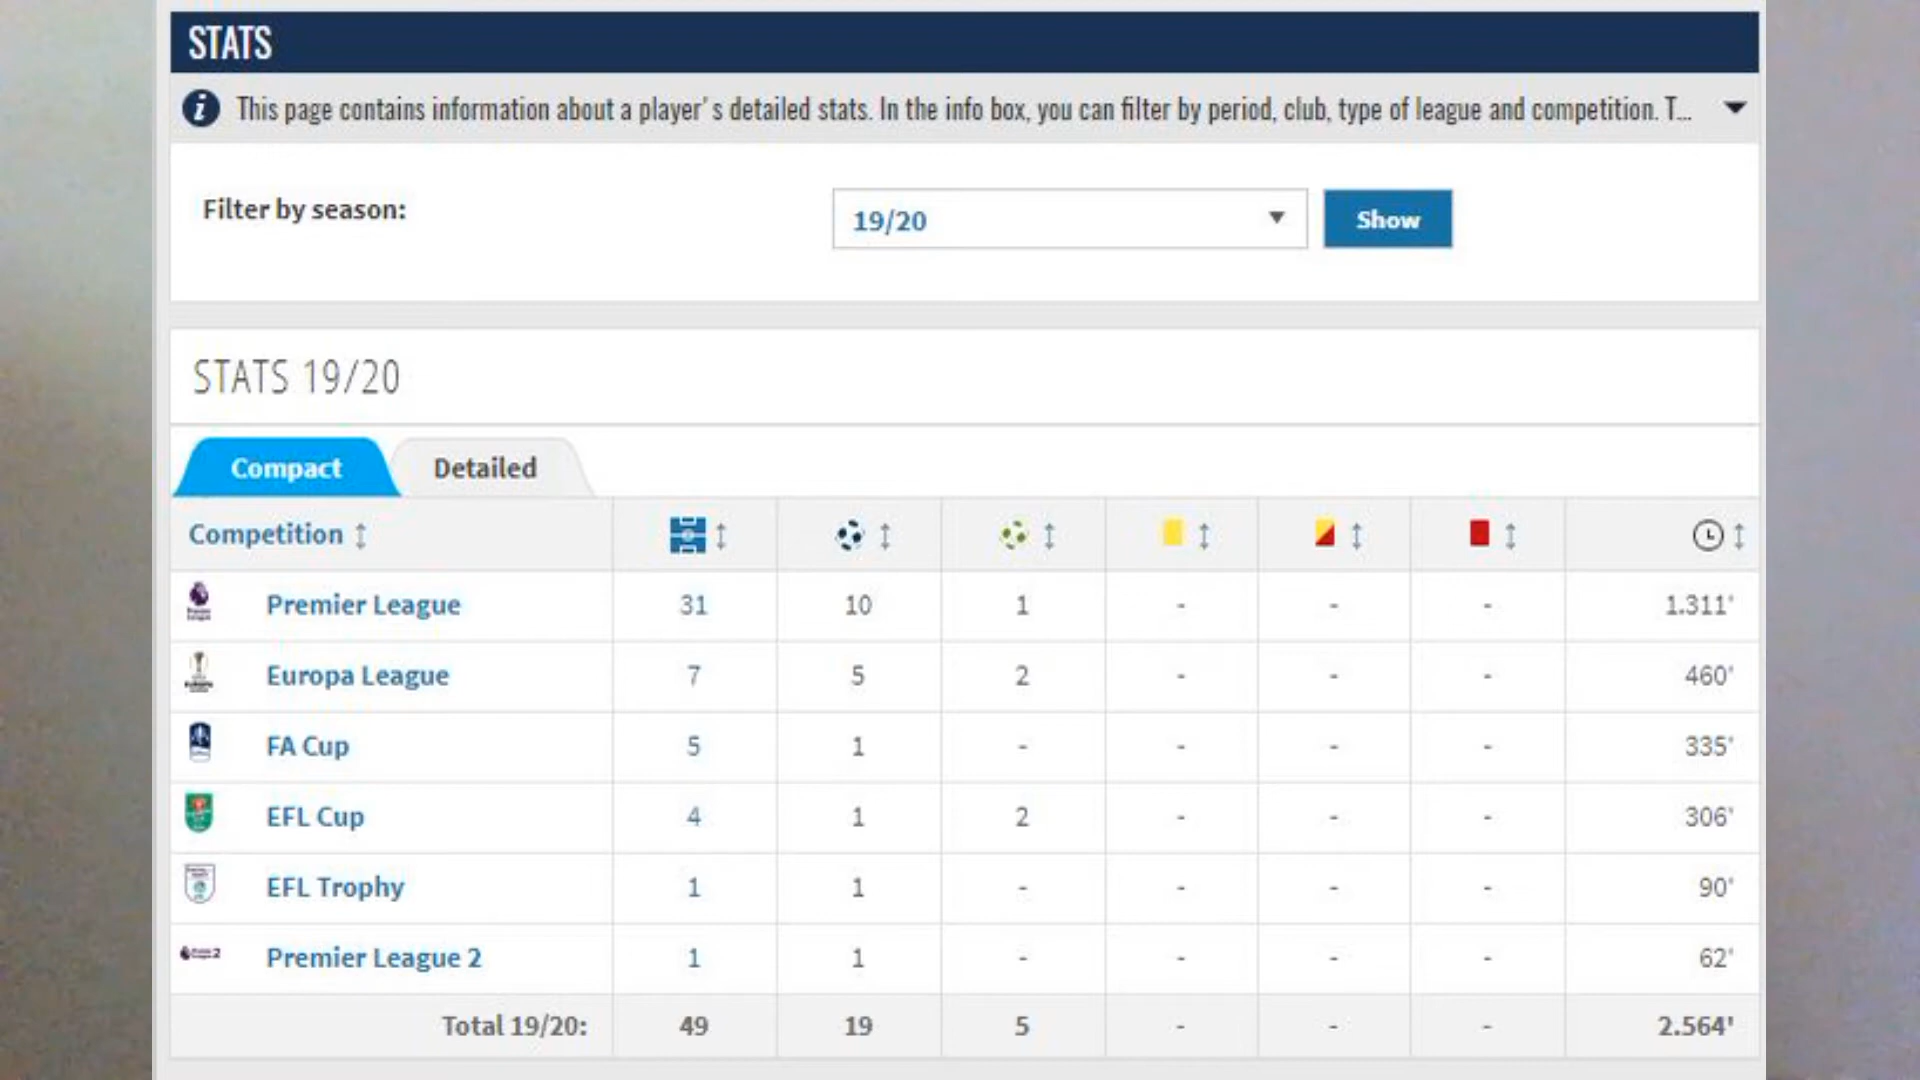 STATS
i This page contains information about a player's detailed stats. In the info box, you can filter by period, club, type of league and competition. T...
Filter by season: 19/20 Show
STATS 19/20
Compact Detailed
Competition
Premier League 31 10 1 - - - 1.311'
Europa League 7 5 2 - - - 460'
FA Cup 5 1 - - - - 335'
EFL Cup 4 1 2 - - - 306'
EFL Trophy 1 1 - - - - 90'
Premier League 2 1 1 - - - - 62'
Total 19/20: 49 19 5 - - - 2.564'